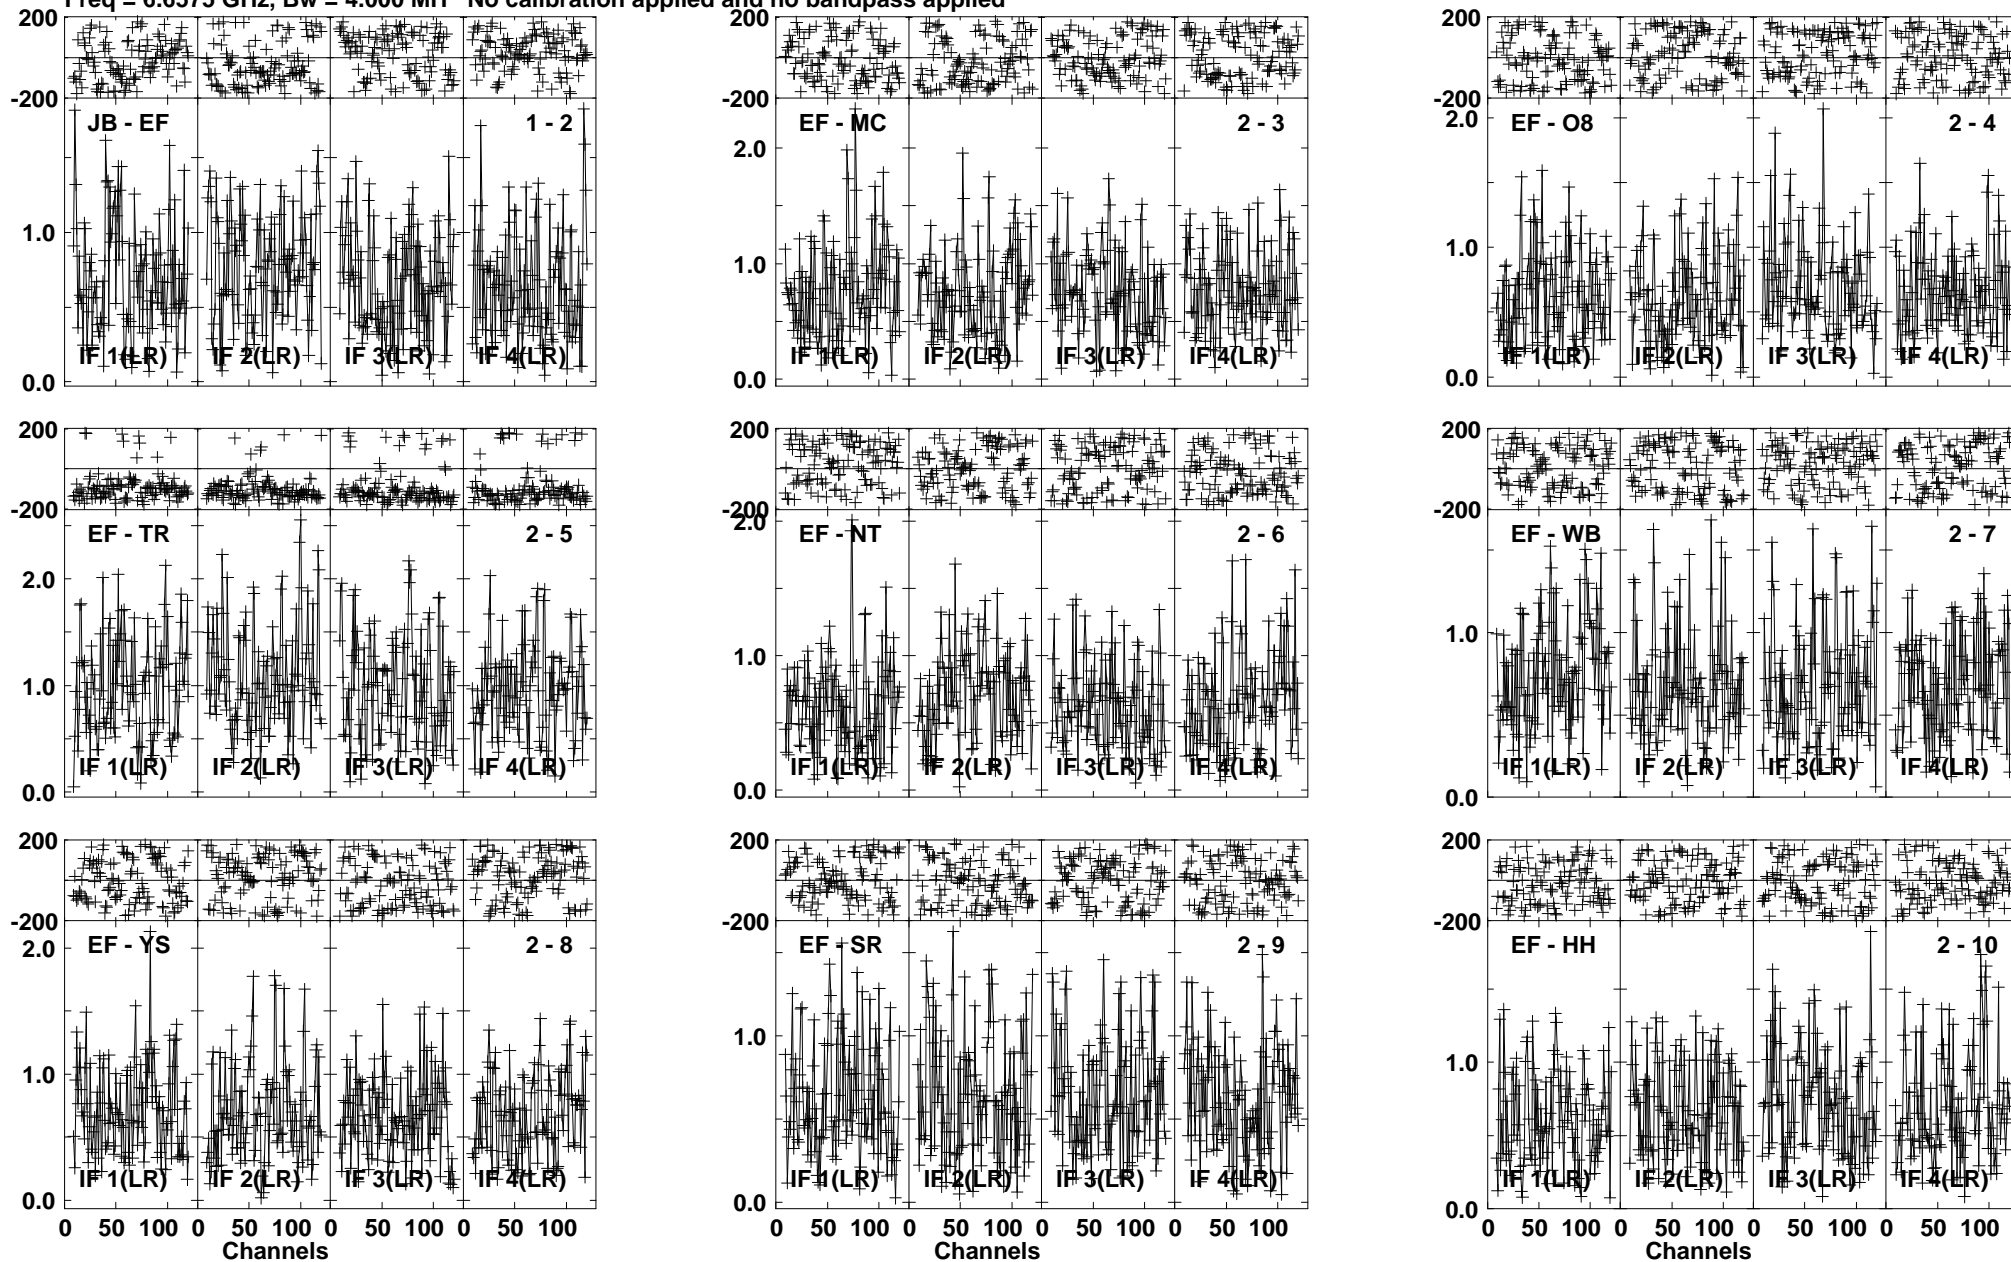 Freq = 6.6575 GHz, Bw = 4.000 MH No calibration applied and no bandpass applied
200 200 200
-200 -200 -200
JB - EF 1 - 2 EF - MC 2 - 3 EF - O8 2 - 4
2.0 2.0
1.0 1.0 1.0
IF 1(LR) IF 2(LR) IF 3(LR) IF 4(LR) IF 1(LR) IF 2(LR) IF 3(LR) IF 4(LR) IF 1(LR) IF 2(LR) IF 3(LR) IF 4(LR)
0.0 0.0 0.0
200 200 200
-200 -200 -200
EF - TR 2 - 5 EF - NT 2 - 6 EF - WB 2 - 7
2.0 2.0
1.0 1.0 1.0
IF 1(LR) IF 2(LR) IF 3(LR) IF 4(LR) IF 1(LR) IF 2(LR) IF 3(LR) IF 4(LR) IF 1(LR) IF 2(LR) IF 3(LR) IF 4(LR)
0.0 0.0 0.0
200 200 200
-200 -200 -200
EF - YS 2 - 8 EF - SR 2 - 9 EF - HH 2 - 10
2.0
1.0 1.0 1.0
IF 1(LR) IF 2(LR) IF 3(LR) IF 4(LR) IF 1(LR) IF 2(LR) IF 3(LR) IF 4(LR) IF 1(LR) IF 2(LR) IF 3(LR) IF 4(LR)
0.0 0.0 0.0
0 50 100 0 50 100 0 50 100 0 50 100 0 50 100 0 50 100 0 50 100 0 50 100 0 50 100 0 50 100 0 50 100 0 50 100
Channels Channels Channels